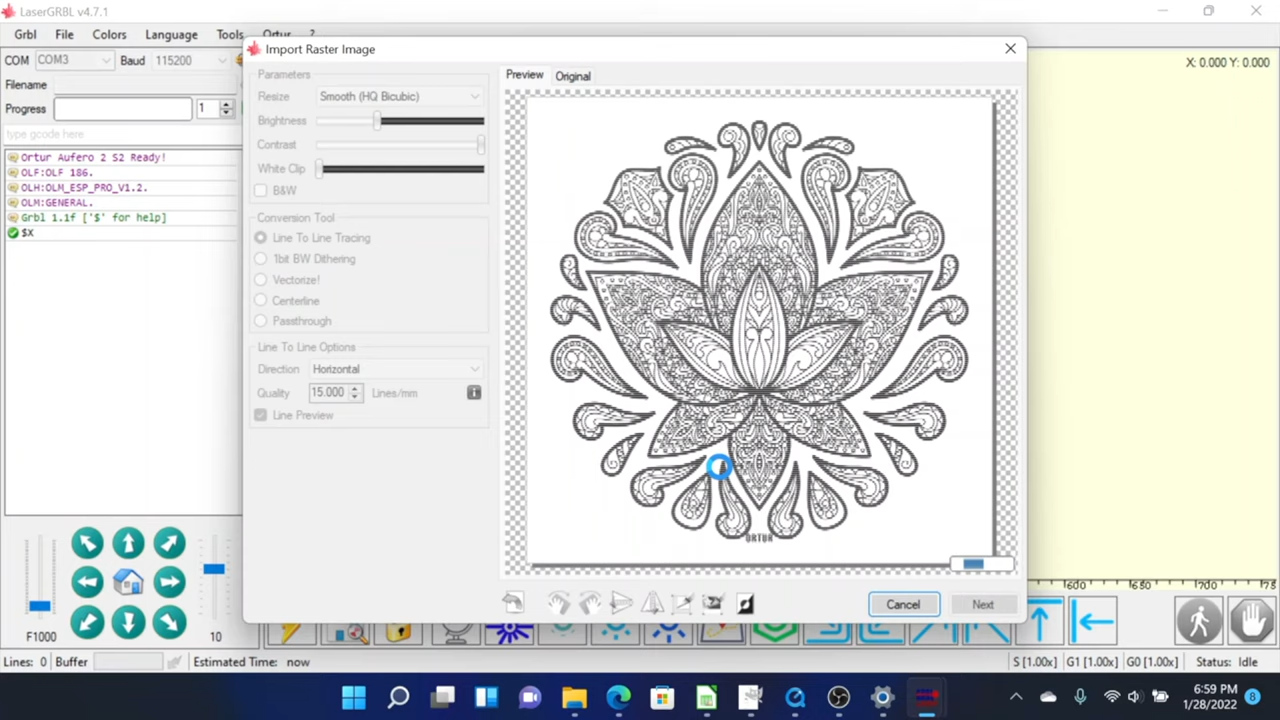 LaserGRBL v4.7.1
Grbl File Colors Language Tools Ortur ?
COM COM3 Baud 115200
Filename
Progress 1
type gcode here
Ortur Aufero 2 S2 Ready!
OLF:OLF 186.
OLH:OLM_ESP_PRO_V1.2.
OLM:GENERAL.
Grbl 1.1f ['$' for help]
$X
F1000 10
Lines: 0 Buffer Estimated Time: now
Import Raster Image
Parameters
Resize Smooth (HQ Bicubic)
Brightness
Contrast
White Clip
B&W
Conversion Tool
Line To Line Tracing
1bit BW Dithering
Vectorize!
Centerline
Passthrough
Line To Line Options
Direction Horizontal
Quality 15.000 Lines/mm
Line Preview
Preview Original
ORTUR
Cancel Next
X: 0.000 Y: 0.000
600 650 700 75
S [1.00x] G1 [1.00x] G0 [1.00x] Status: Idle
6:59 PM
1/28/2022
8